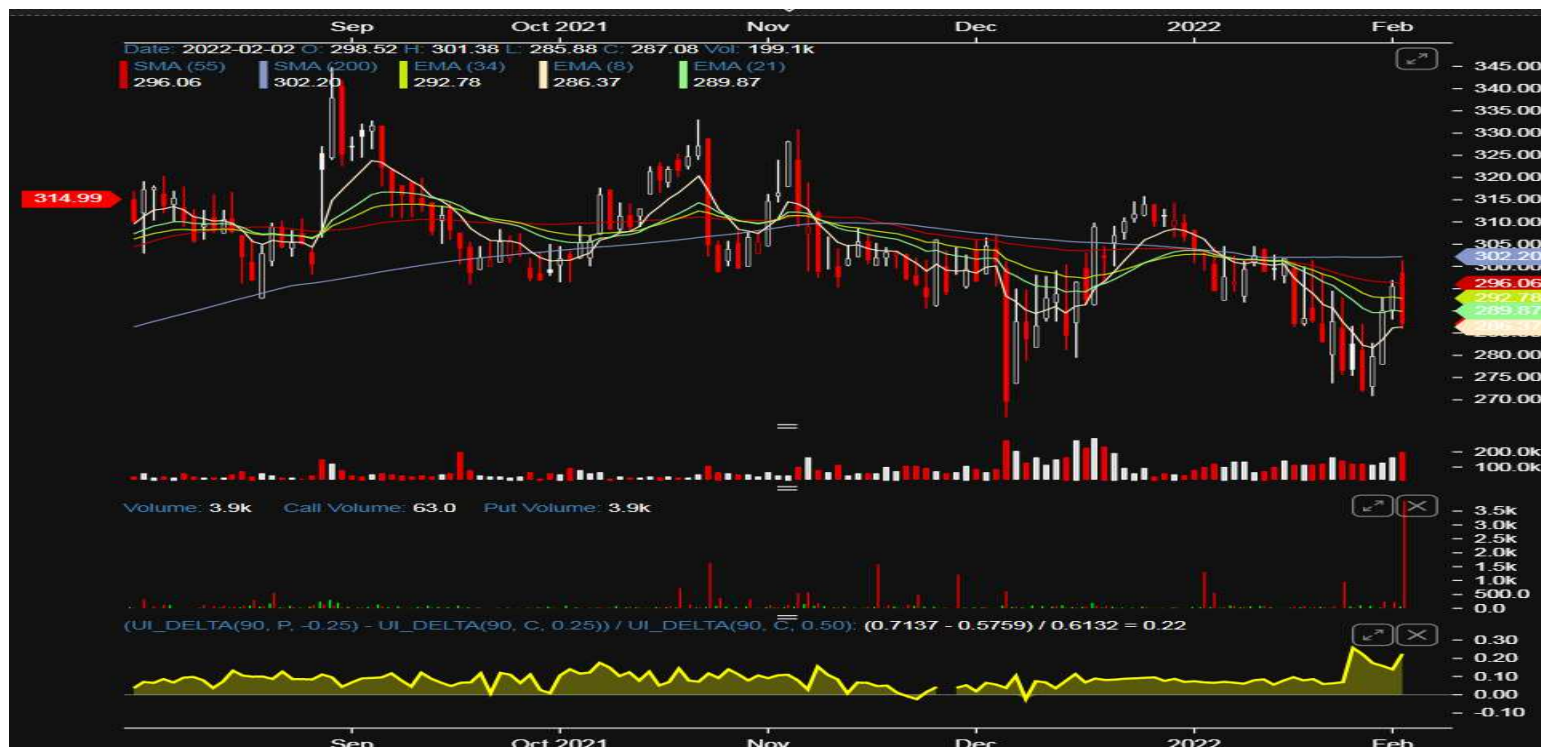 Sep Oct 2021 Nov Dec 2022 Feb
Date: 2022-02-02 O: 298.52 H: 301.38 L: 285.88 C: 287.08 Vol: 199.1k
SMA (55) SMA (200) EMA (34) EMA (8) EMA (21)
296.06 302.20 292.78 286.37 289.87
345.00
340.00
335.00
330.00
325.00
320.00
314.99
315.00
310.00
305.00
302.20
300.00
296.06
292.78
289.87
286.37
280.00
275.00
270.00
200.0k
100.0k
Volume: 3.9k Call Volume: 63.0 Put Volume: 3.9k
3.5k
3.0k
2.5k
2.0k
1.5k
1.0k
500.0
0.0
(UI_DELTA(90, P, -0.25) - UI_DELTA(90, C, 0.25)) / UI_DELTA(90, C, 0.50): (0.7137 - 0.5759) / 0.6132 = 0.22
0.30
0.20
0.10
0.00
-0.10
Sep Oct 2021 Nov Dec 2022 Feb